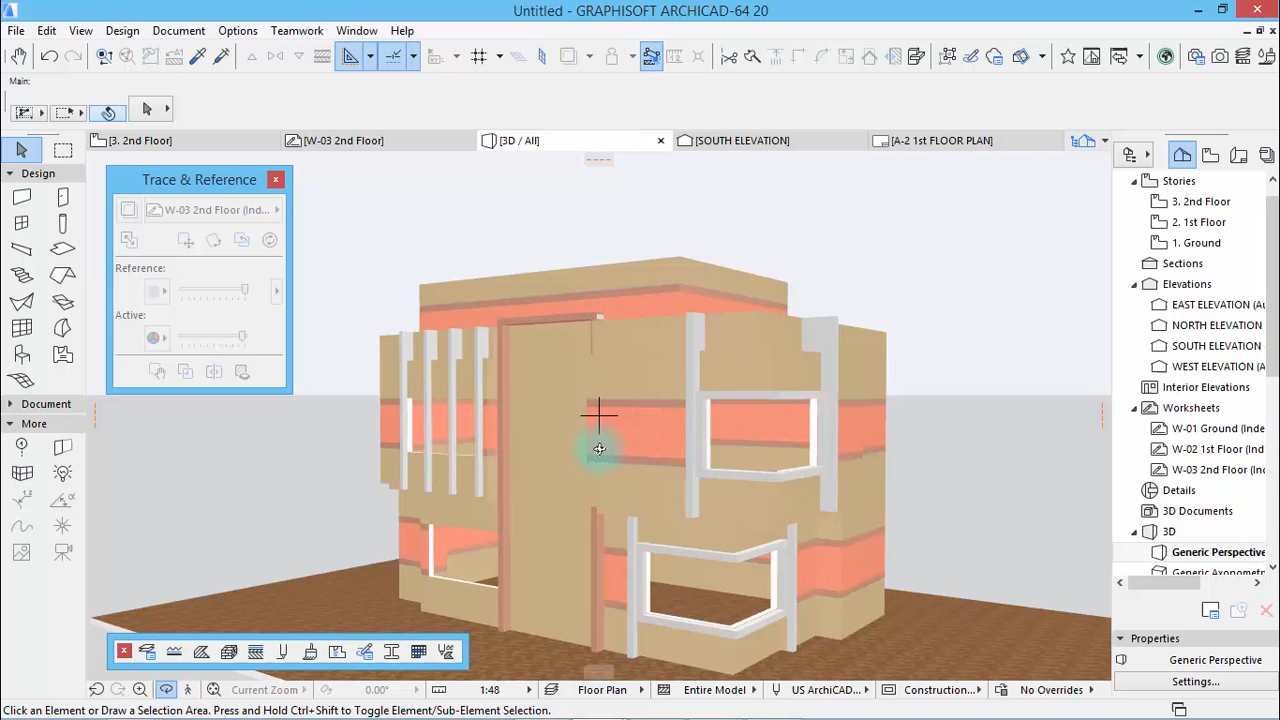 Untitled - GRAPHISOFT ARCHICAD-64 20
File Edit View Design Document Options Teamwork Window Help
Main:
[3. 2nd Floor] [W-03 2nd Floor] [3D / All] [SOUTH ELEVATION] [A-2 1st FLOOR PLAN]
Design
Document
More
Trace & Reference
W-03 2nd Floor (Ind...
Reference:
Active:
Stories
3. 2nd Floor
2. 1st Floor
1. Ground
Sections
Elevations
EAST ELEVATION (Au
NORTH ELEVATION
SOUTH ELEVATION
WEST ELEVATION (A
Interior Elevations
Worksheets
W-01 Ground (Inde
W-02 1st Floor (Ind
W-03 2nd Floor (Ind
Details
3D Documents
3D
Generic Perspective
Generic Axonometr
Properties
Generic Perspective
Settings...
Current Zoom 0.00° 1:48 Floor Plan Entire Model US ArchiCAD... Construction... No Overrides
Click an Element or Draw a Selection Area. Press and Hold Ctrl+Shift to Toggle Element/Sub-Element Selection.